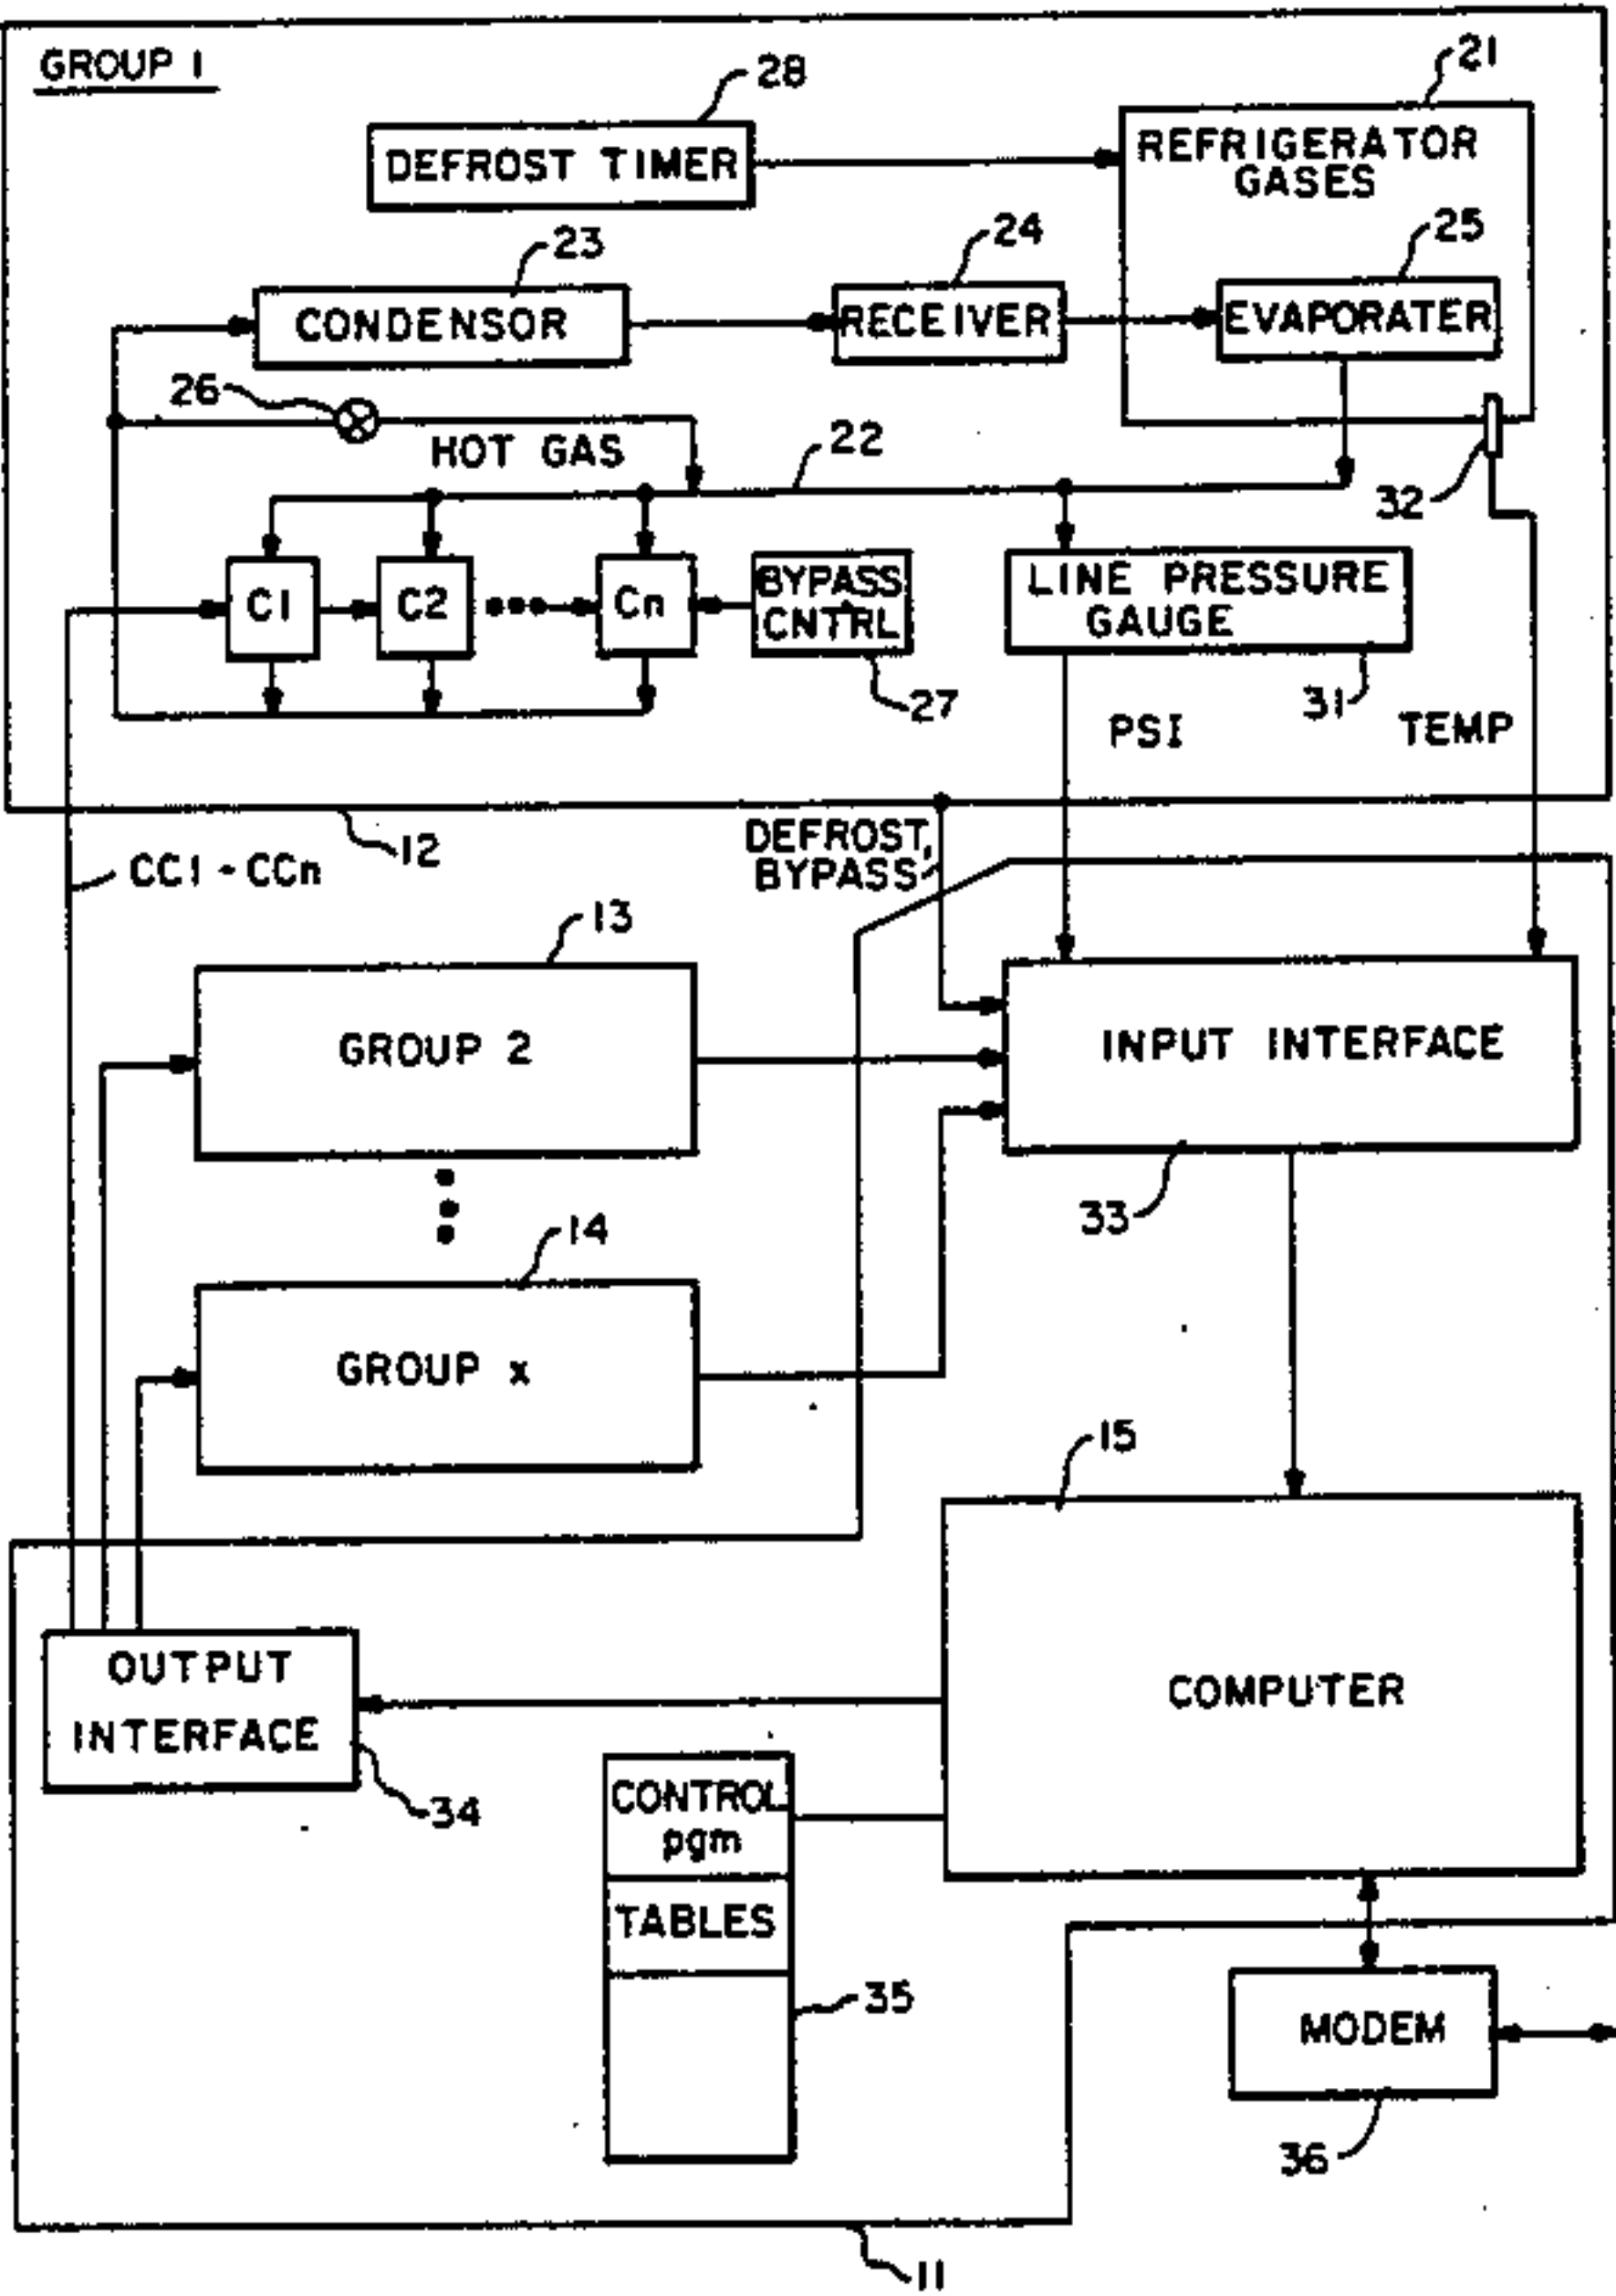 GROUP 1
28
21
DEFROST TIMER
REFRIGERATOR
GASES
23
24
25
CONDENSOR
RECEIVER
EVAPORATER
26
HOT GAS
22
32
C1
C2
Cn
BYPASS
CNTRL
LINE PRESSURE
GAUGE
27
31
PSI
TEMP
12
DEFROST,
BYPASS
CC1 - CCn
13
GROUP 2
INPUT INTERFACE
33
14
GROUP x
15
OUTPUT
INTERFACE
COMPUTER
34
CONTROL
pgm
TABLES
35
MODEM
36
11